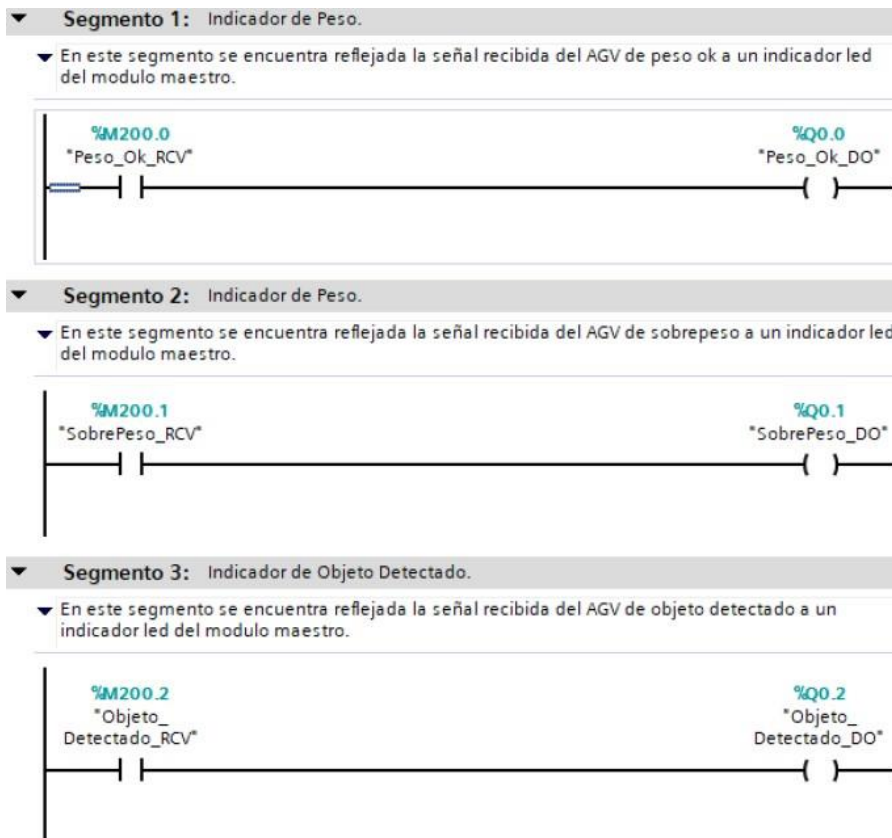 Segmento 1: Indicador de Peso.
En este segmento se encuentra reflejada la señal recibida del AGV de peso ok a un indicador led
del modulo maestro.
%M200.0
"Peso_Ok_RCV"
%Q0.0
"Peso_Ok_DO"
Segmento 2: Indicador de Peso.
En este segmento se encuentra reflejada la señal recibida del AGV de sobrepeso a un indicador led
del modulo maestro.
%M200.1
"SobrePeso_RCV"
%Q0.1
"SobrePeso_DO"
Segmento 3: Indicador de Objeto Detectado.
En este segmento se encuentra reflejada la señal recibida del AGV de objeto detectado a un
indicador led del modulo maestro.
%M200.2
"Objeto_
Detectado_RCV"
%Q0.2
"Objeto_
Detectado_DO"